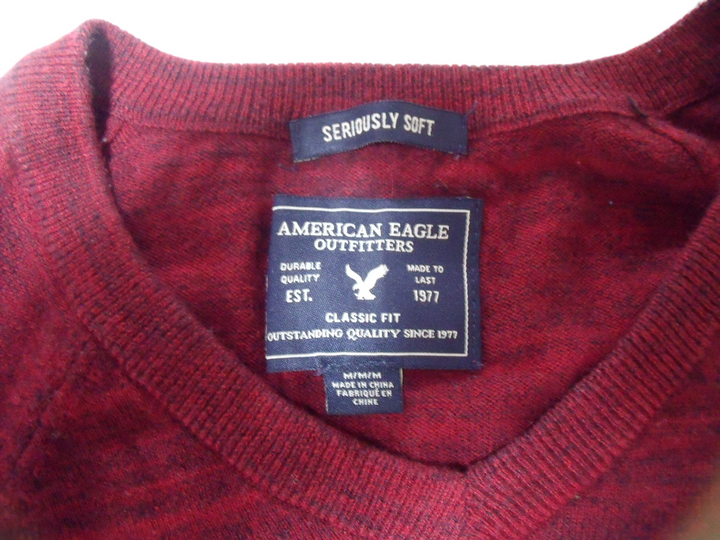 SERIOUSLY SOFT
AMERICAN EAGLE
OUTFITTERS
DURABLE
QUALITY
EST.
MADE TO
LAST
1977
CLASSIC FIT
OUTSTANDING QUALITY SINCE 1977
M/M/M
MADE IN CHINA
FABRIQUÉ EN
CHINE